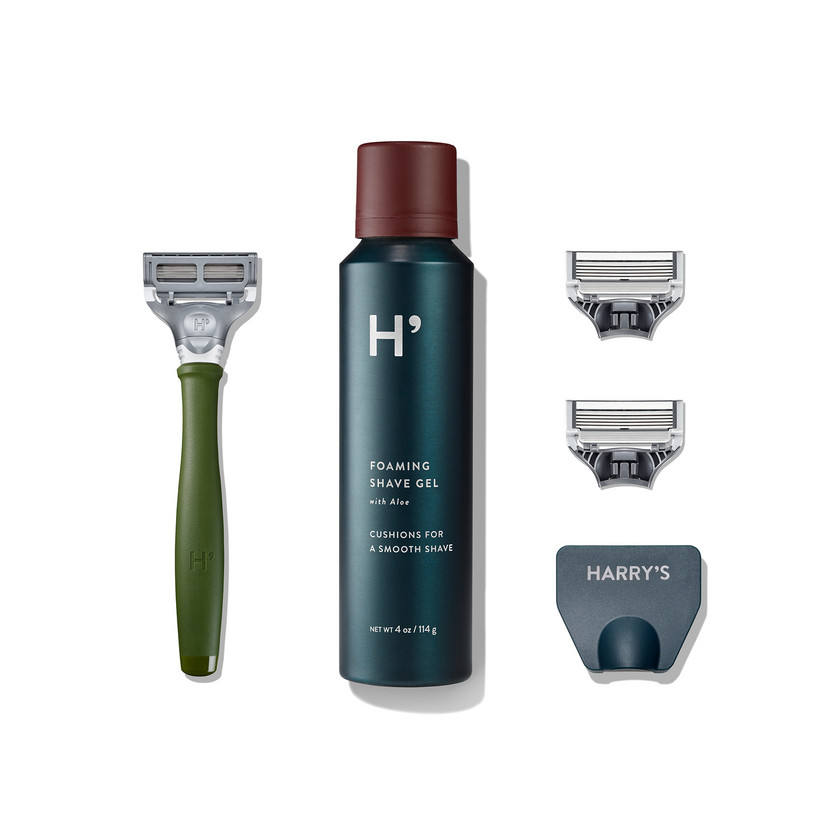 H'
H'
H'
FOAMING
SHAVE GEL
with Aloe
CUSHIONS FOR
A SMOOTH SHAVE
NET WT 4 oz / 114 g
HARRY'S